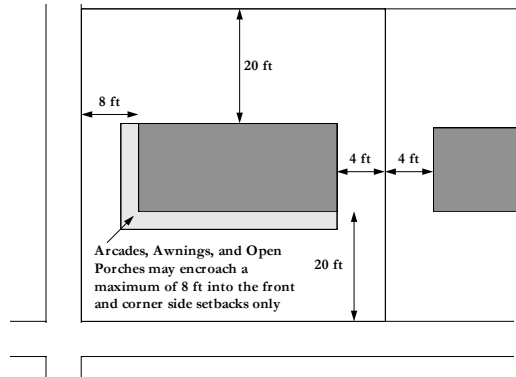 20 ft
8 ft
4 ft
4 ft
Arcades, Awnings, and Open
Porches may encroach a
maximum of 8 ft into the front
and corner side setbacks only
20 ft